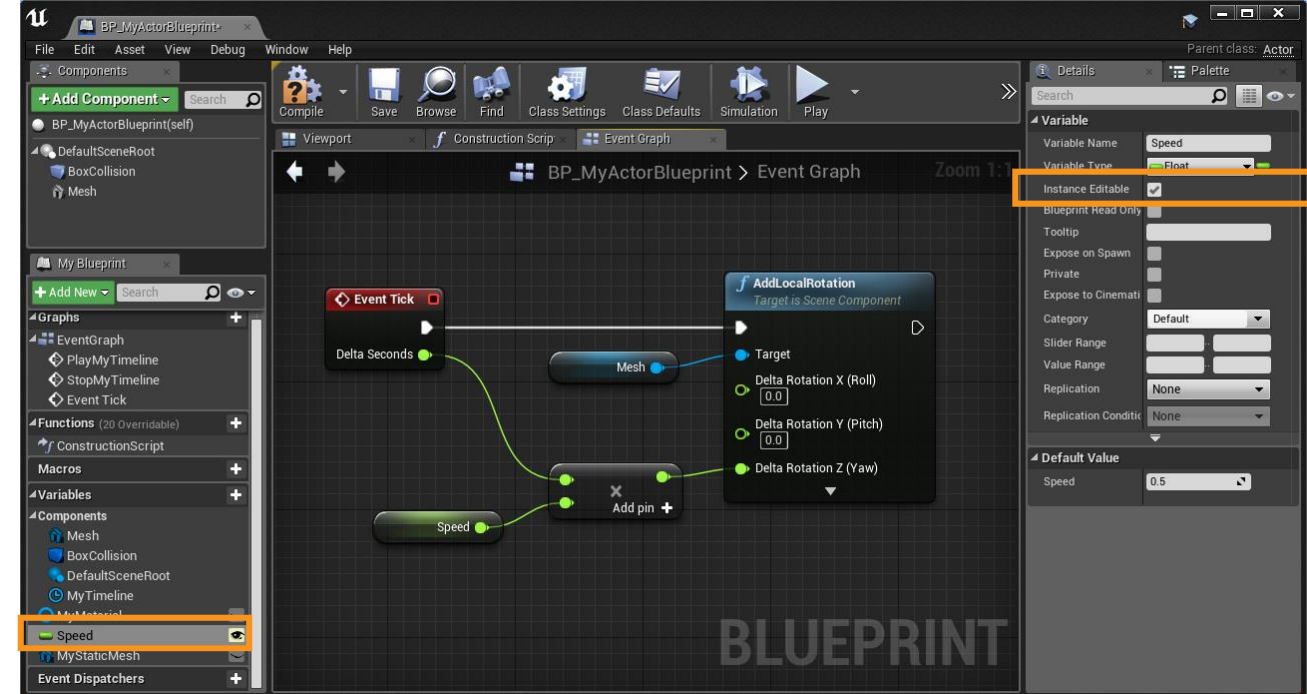 BP_MyActorBlueprint
File Edit Asset View Debug Window Help
Parent class: Actor
Components
+Add Component
Search
BP_MyActorBlueprint(self)
DefaultSceneRoot
BoxCollision
Mesh
My Blueprint
+Add New
Search
Graphs
EventGraph
PlayMyTimeline
StopMyTimeline
Event Tick
Functions (20 Overridable)
ConstructionScript
Macros
Variables
Components
Mesh
BoxCollision
DefaultSceneRoot
MyTimeline
MyMaterial
Speed
MyStaticMesh
Event Dispatchers
Compile Save Browse Find Class Settings Class Defaults Simulation Play
Viewport Construction Scrip Event Graph
BP_MyActorBlueprint > Event Graph
Zoom 1:1
Event Tick
Delta Seconds
Mesh
Speed
Add pin +
AddLocalRotation
Target is Scene Component
Target
Delta Rotation X (Roll)
0.0
Delta Rotation Y (Pitch)
0.0
Delta Rotation Z (Yaw)
BLUEPRINT
Details Palette
Search
Variable
Variable Name Speed
Variable Type Float
Instance Editable
Blueprint Read Only
Tooltip
Expose on Spawn
Private
Expose to Cinemati
Category Default
Slider Range
Value Range
Replication None
Replication Conditic None
Default Value
Speed 0.5